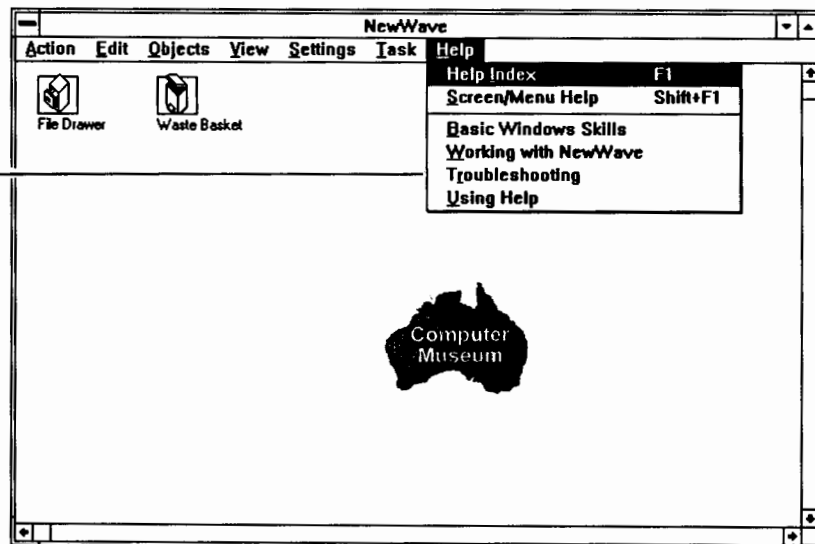 NewWave
Action Edit Objects View Settings Task Help
Help Index F1
Screen/Menu Help Shift+F1
Basic Windows Skills
Working with NewWave
Troubleshooting
Using Help
File Drawer Waste Basket
Computer
Museum